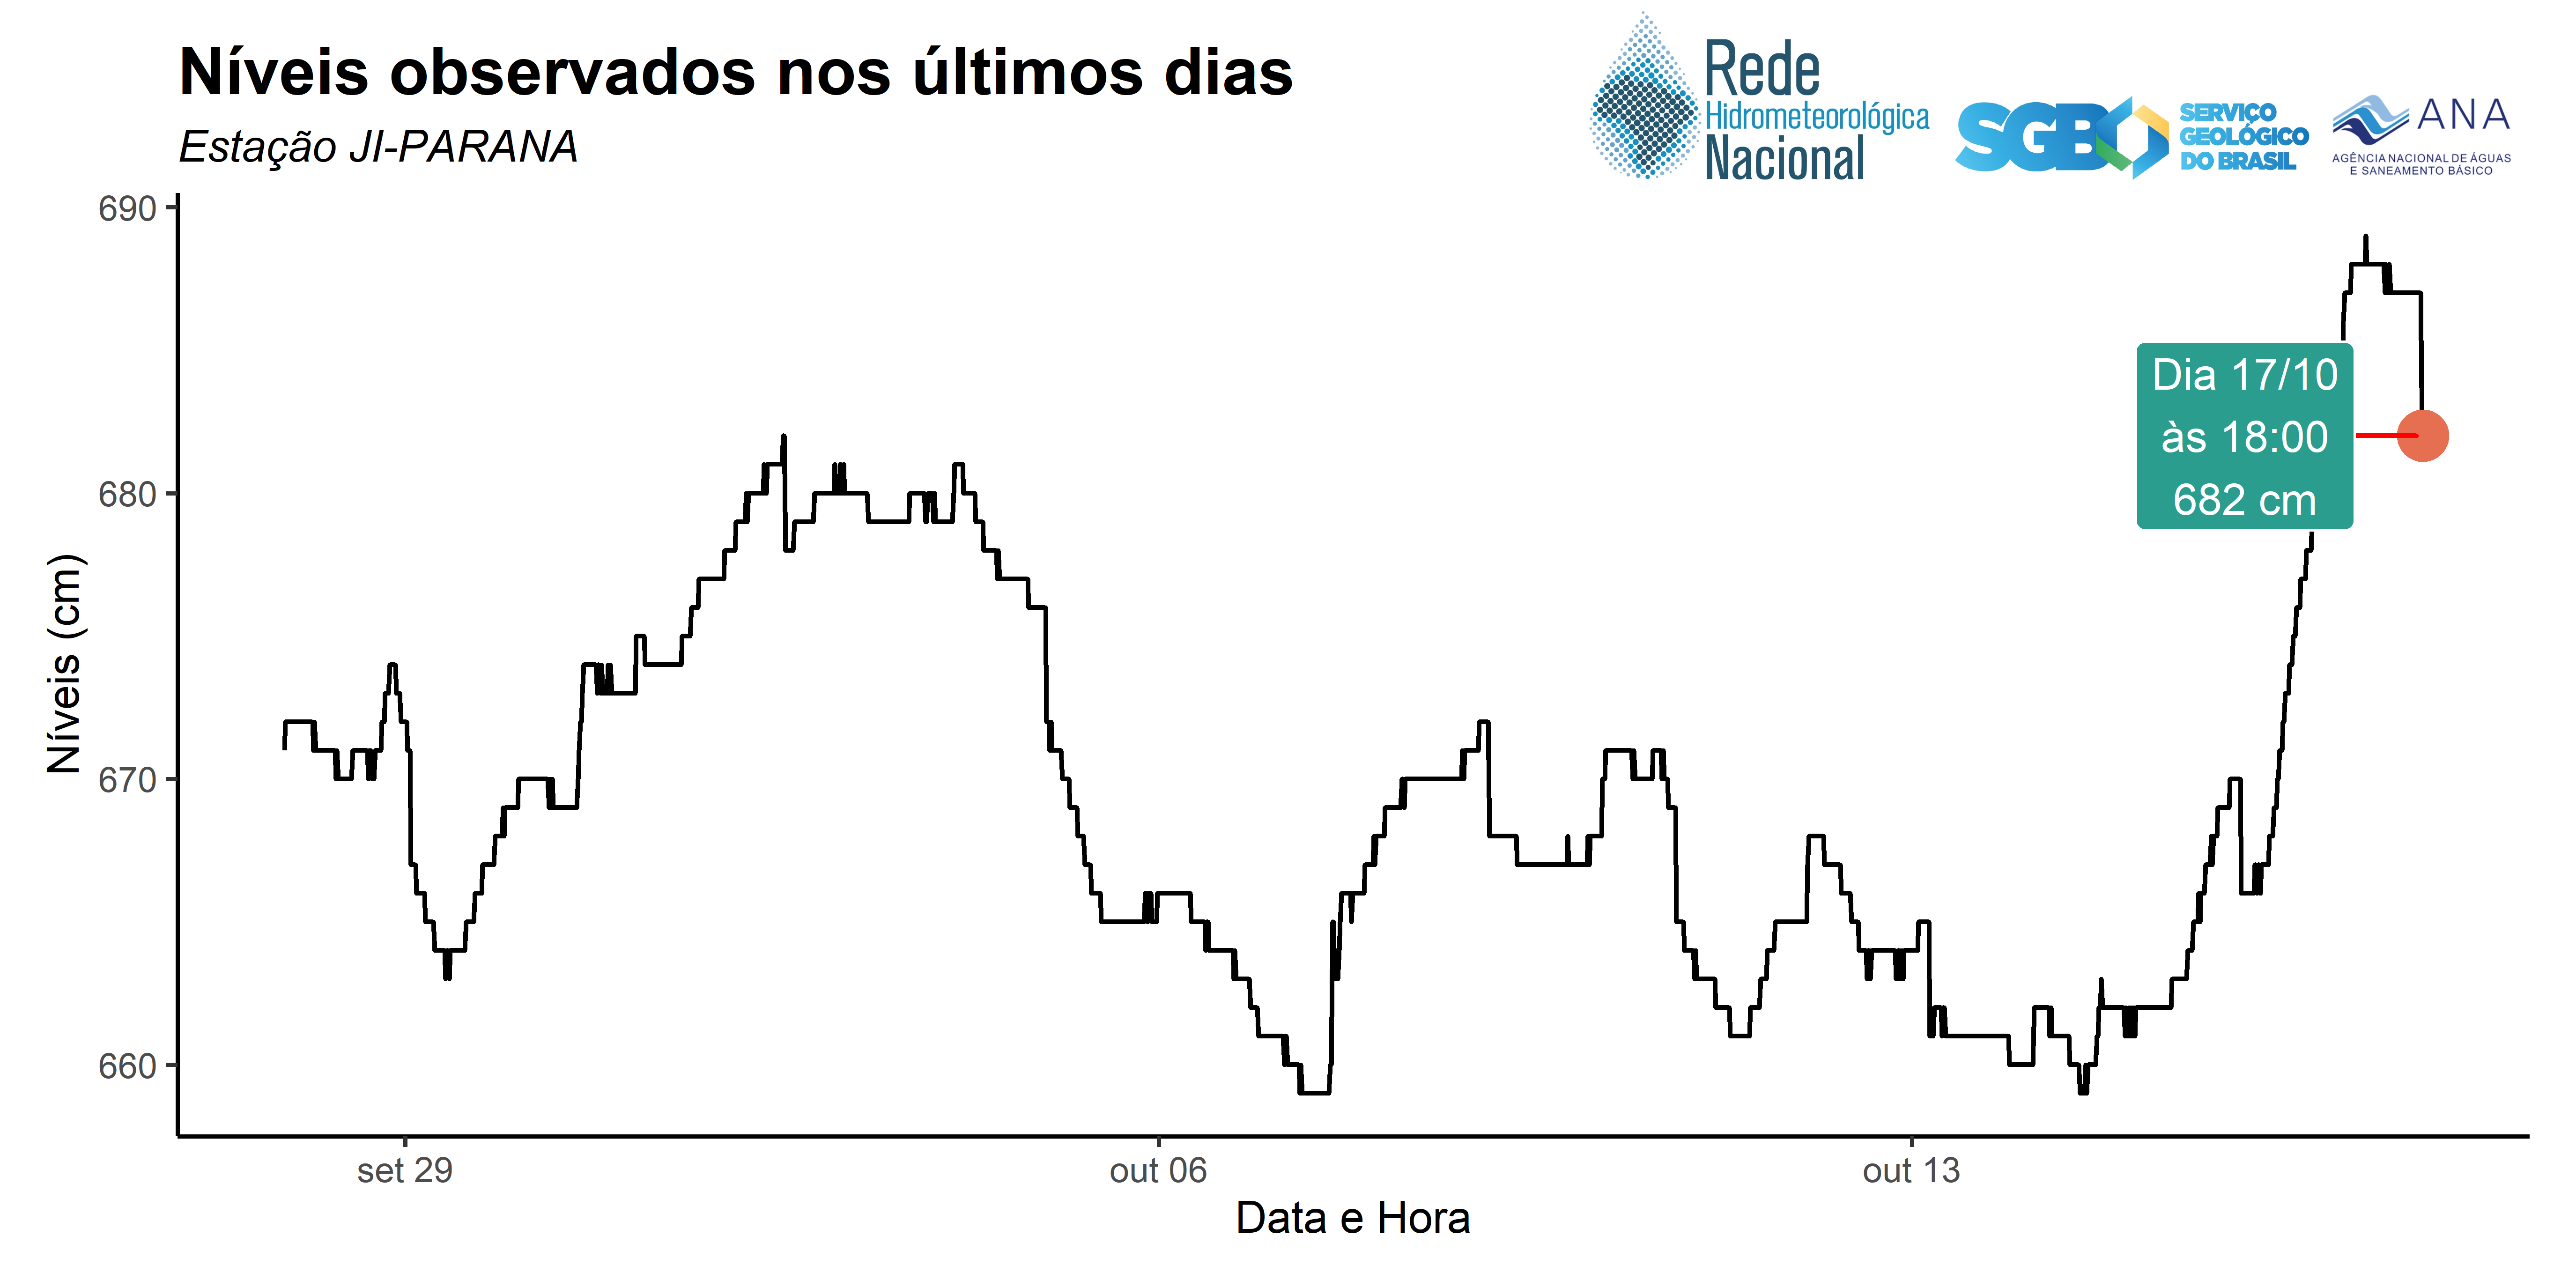 Níveis observados nos últimos dias
Estação JI-PARANA
Rede
Hidrometeorológica
Nacional
SGB
SERVIÇO
GEOLÓGICO
DO BRASIL
ANA
AGÊNCIA NACIONAL DE ÁGUAS
E SANEAMENTO BÁSICO
690
680
670
660
Níveis (cm)
Dia 17/10
às 18:00
682 cm
set 29
out 06
out 13
Data e Hora